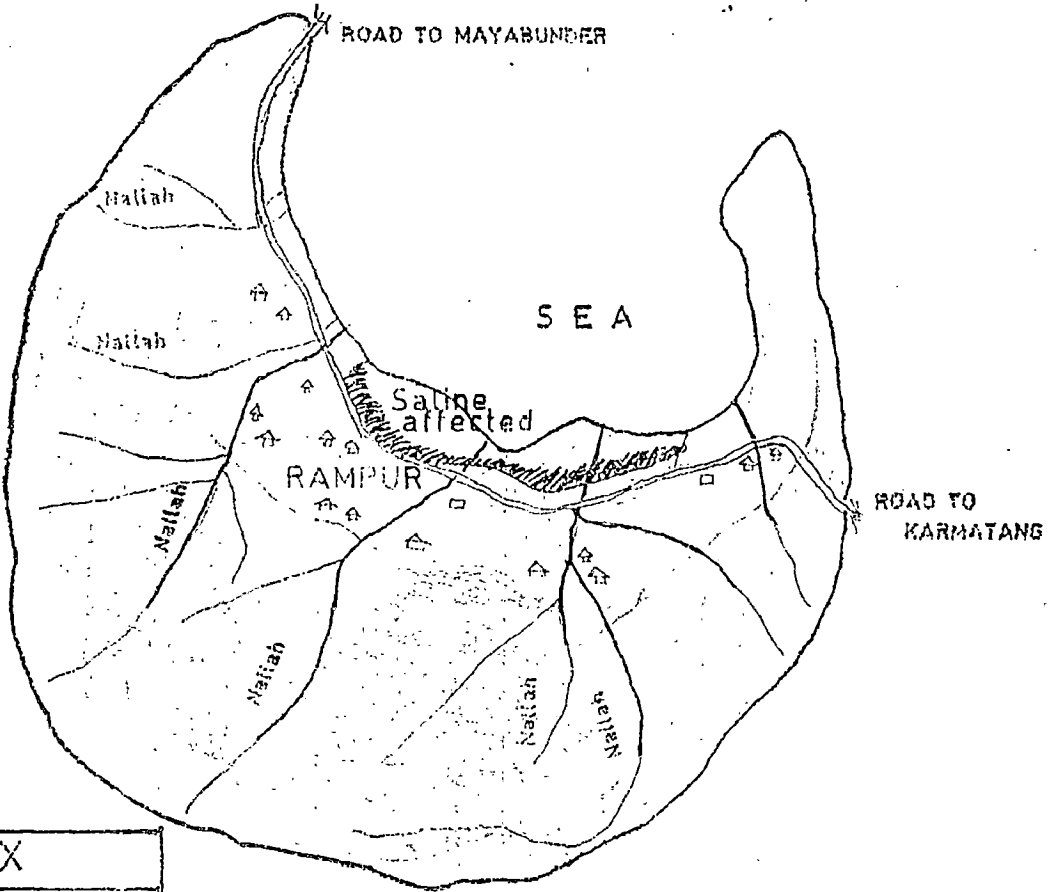 ROAD TO MAYABUNDER
Nallah
Nallah
SEA
Saline
affected
RAMPUR
Nallah
ROAD TO
KARMATANG
Nallah
Nallah
Nallah
X